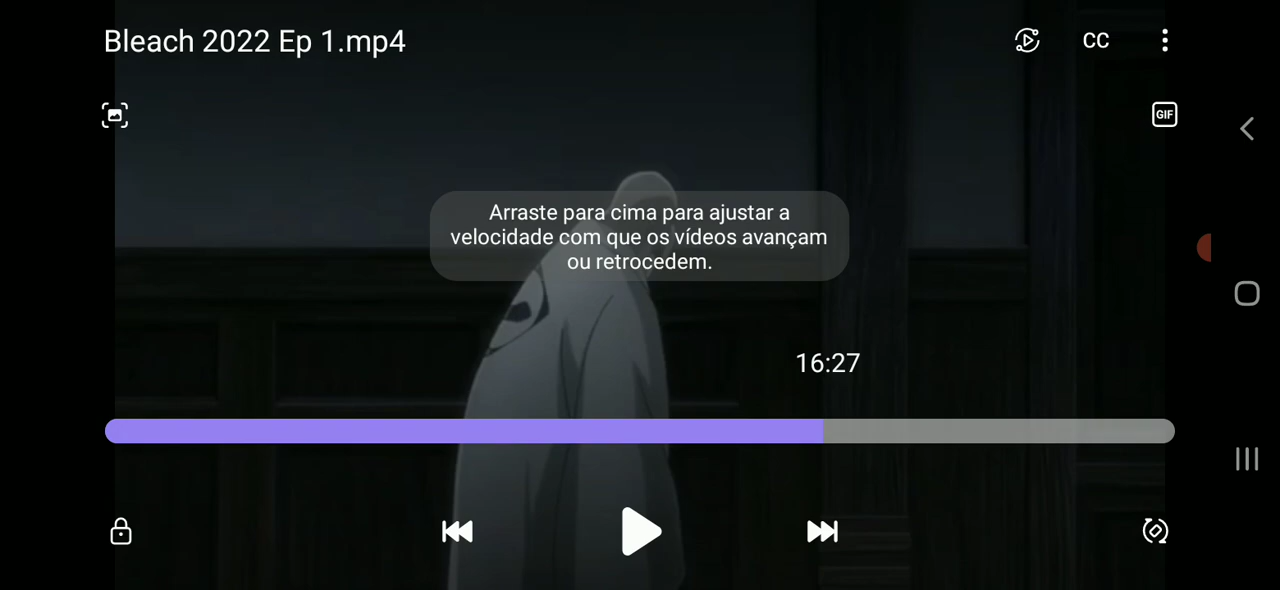 Bleach 2022 Ep 1.mp4
CC
GIF
Arraste para cima para ajustar a
velocidade com que os vídeos avançam
ou retrocedem.
16:27